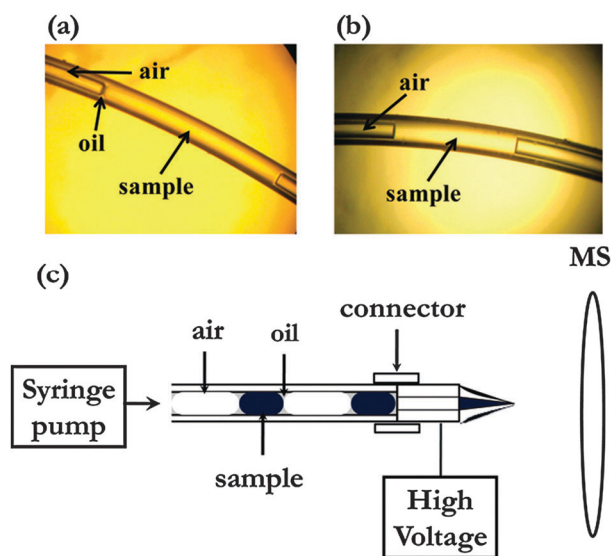 (a)
air
oil
sample
(b)
air
sample
MS
(c)
air
oil
connector
Syringe
pump
sample
High
Voltage